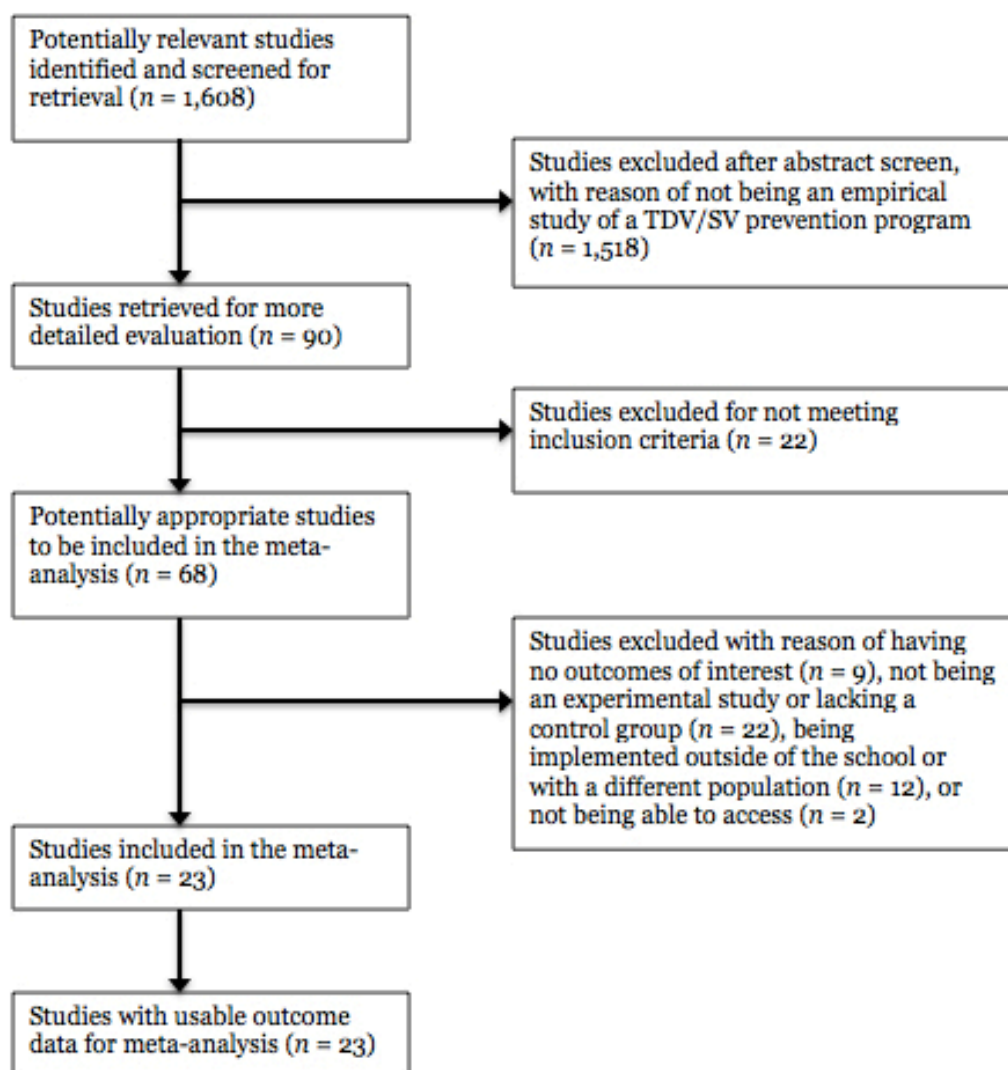 Potentially relevant studies
identified and screened for
retrieval (n = 1,608)
Studies excluded after abstract screen,
with reason of not being an empirical
study of a TDV/SV prevention program
(n = 1,518)
Studies retrieved for more
detailed evaluation (n = 90)
Studies excluded for not meeting
inclusion criteria (n = 22)
Potentially appropriate studies
to be included in the meta-
analysis (n = 68)
Studies excluded with reason of having
no outcomes of interest (n = 9), not being
an experimental study or lacking a
control group (n = 22), being
implemented outside of the school or
with a different population (n = 12), or
not being able to access (n = 2)
Studies included in the meta-
analysis (n = 23)
Studies with usable outcome
data for meta-analysis (n = 23)